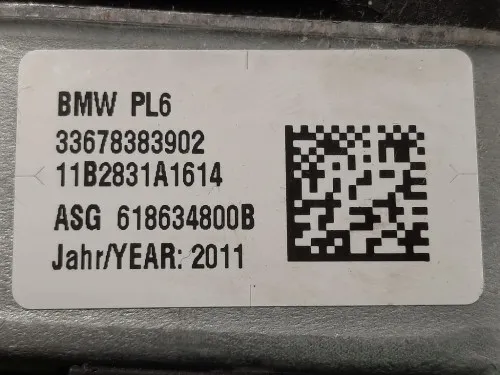 BMW PL6
33678383902
11B2831A1614
ASG 618634800B
Jahr/YEAR: 2011